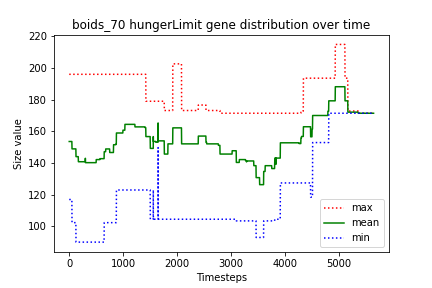 boids_70 hungerLimit gene distribution over time
Size value
220
200
180
160
140
120
100
0
1000
2000
3000
4000
5000
Timesteps
max
mean
min